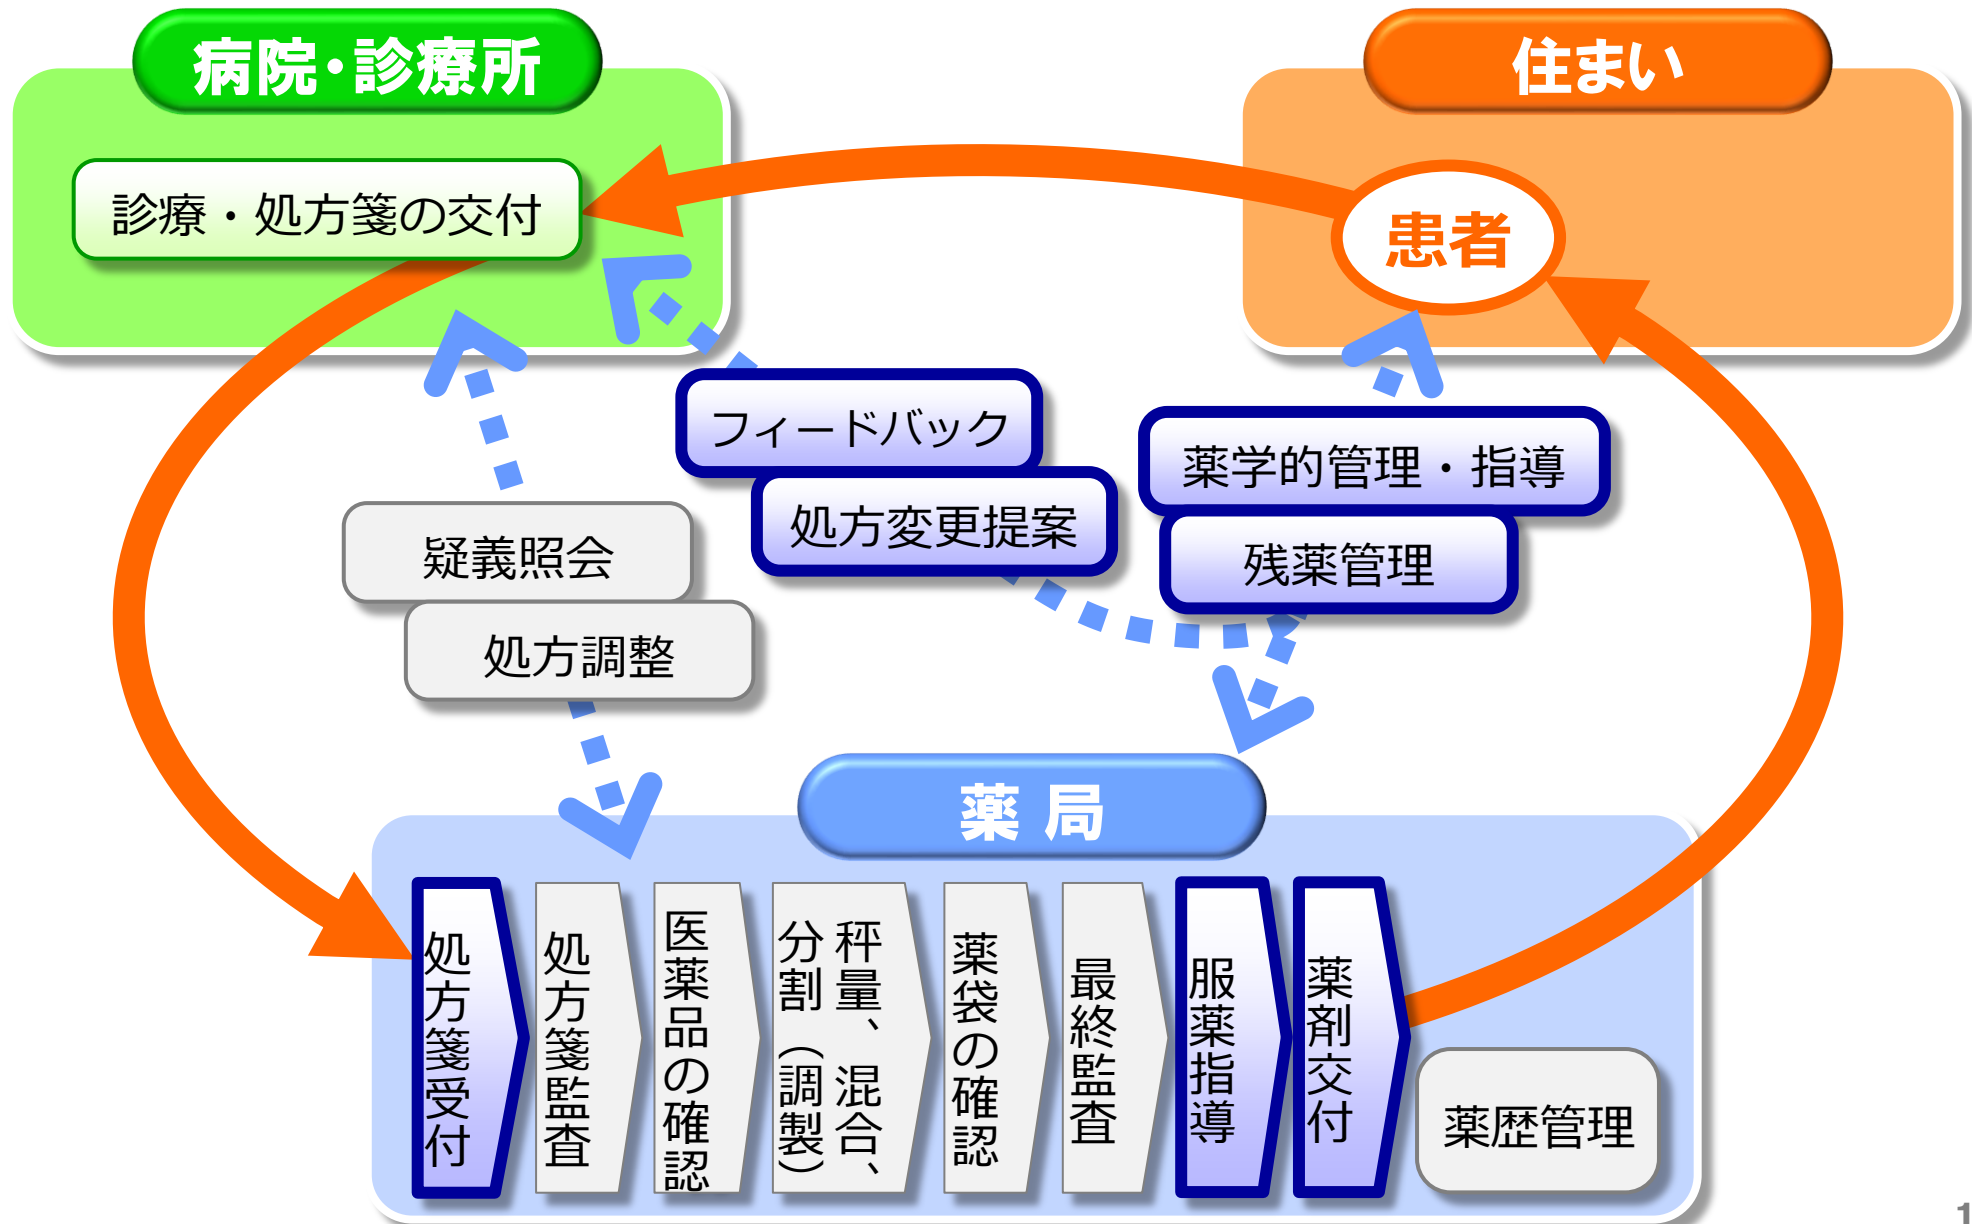 病院・診療所
住まい
診療・処方箋の交付
患者
フィードバック
処方変更提案
薬学的管理・指導
残薬管理
疑義照会
処方調整
薬局
処方箋受付
処方箋監査
医薬品の確認
秤量、混合、
分割（調製）
薬袋の確認
最終監査
服薬指導
薬剤交付
薬歴管理
1